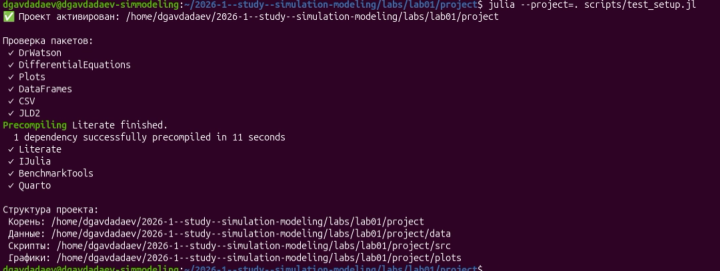 dgavdadaev@dgavdadaev-simmodeling:~/2026-1--study--simulation-modeling/labs/lab01/project$ julia --project=. scripts/test_setup.jl
✅ Проект активирован: /home/dgavdadaev/2026-1--study--simulation-modeling/labs/lab01/project
Проверка пакетов:
✓ DrWatson
✓ DifferentialEquations
✓ Plots
✓ DataFrames
✓ CSV
✓ JLD2
Precompiling Literate finished.
1 dependency successfully precompiled in 11 seconds
✓ Literate
✓ IJulia
✓ BenchmarkTools
✓ Quarto
Структура проекта:
Корень: /home/dgavdadaev/2026-1--study--simulation-modeling/labs/lab01/project
Данные: /home/dgavdadaev/2026-1--study--simulation-modeling/labs/lab01/project/data
Скрипты: /home/dgavdadaev/2026-1--study--simulation-modeling/labs/lab01/project/src
Графики: /home/dgavdadaev/2026-1--study--simulation-modeling/labs/lab01/project/plots
dgavdadaev@dgavdadaev-simmodeling:~/2026-1--study--simulation-modeling/labs/lab01/project$